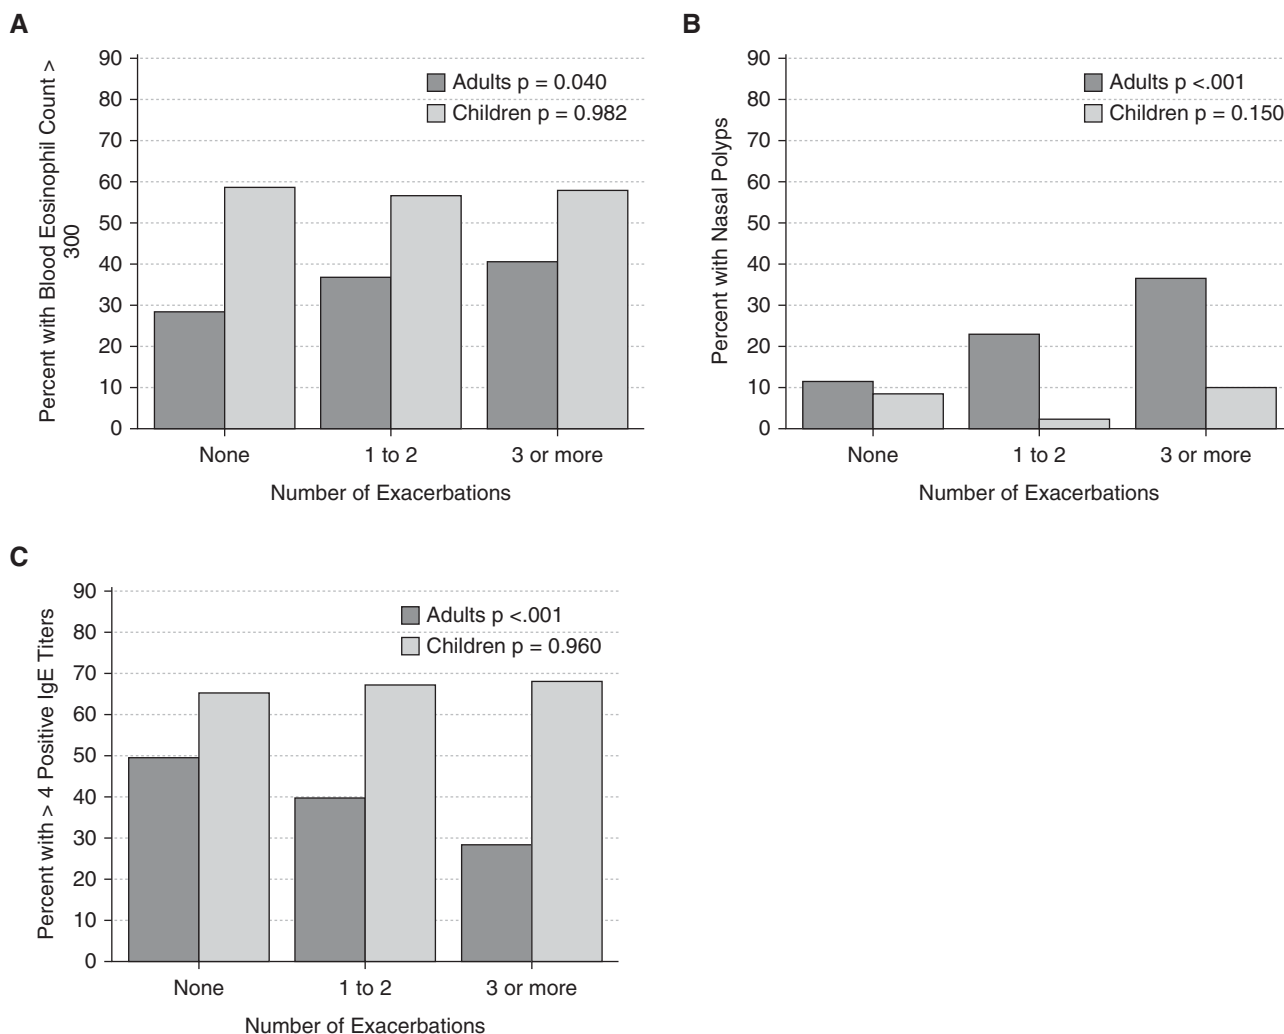 A
Percent with Blood Eosinophil Count >
300
90
80
70
60
50
40
30
20
10
0
Adults p = 0.040
Children p = 0.982
None
1 to 2
3 or more
Number of Exacerbations
B
Percent with Nasal Polyps
90
80
70
60
50
40
30
20
10
0
Adults p <.001
Children p = 0.150
None
1 to 2
3 or more
Number of Exacerbations
C
Percent with > 4 Positive IgE Titers
90
80
70
60
50
40
30
20
10
0
Adults p <.001
Children p = 0.960
None
1 to 2
3 or more
Number of Exacerbations